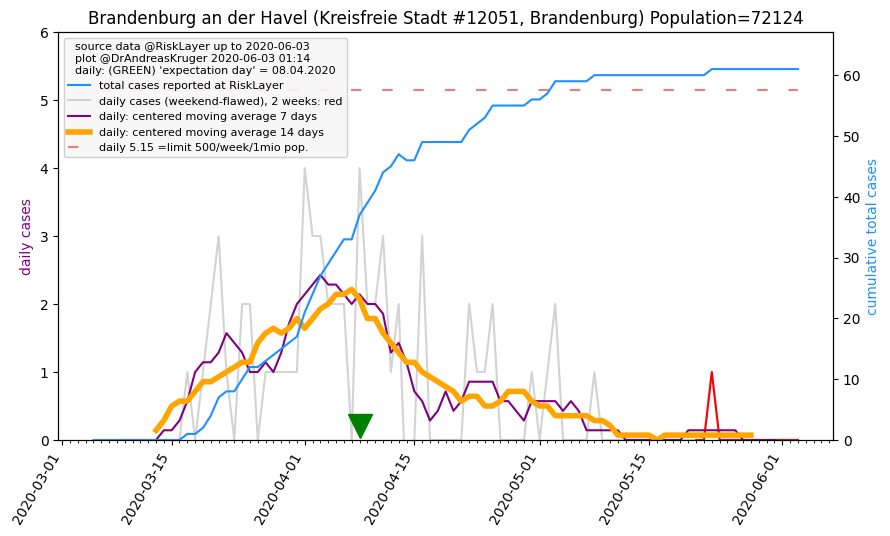 Brandenburg an der Havel (Kreisfreie Stadt #12051, Brandenburg) Population=72124
source data @RiskLayer up to 2020-06-03
plot @DrAndreasKruger 2020-06-03 01:14
daily: (GREEN) 'expectation day' = 08.04.2020
total cases reported at RiskLayer
daily cases (weekend-flawed), 2 weeks: red
daily: centered moving average 7 days
daily: centered moving average 14 days
daily 5.15 =limit 500/week/1mio pop.
daily cases
6
5
4
3
2
1
0
cumulative total cases
60
50
40
30
20
10
0
2020-03-01
2020-03-15
2020-04-01
2020-04-15
2020-05-01
2020-05-15
2020-06-01